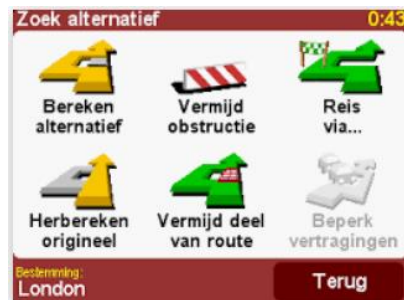 Zoek alternatief 0:43
Bereken alternatief
Vermijd obstructie
Reis via...
Herbereken origineel
Vermijd deel van route
Beperk vertragingen
Bestemming:
London
Terug